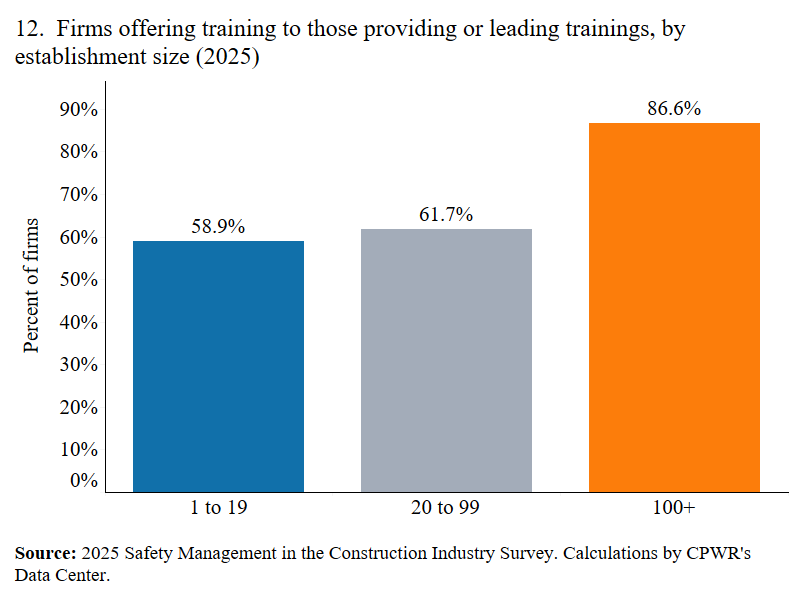 12.  Firms offering training to those providing or leading trainings, by
establishment size (2025)
Percent of firms
90%
80%
70%
60%
50%
40%
30%
20%
10%
0%
58.9%
61.7%
86.6%
1 to 19
20 to 99
100+
Source: 2025 Safety Management in the Construction Industry Survey. Calculations by CPWR's
Data Center.